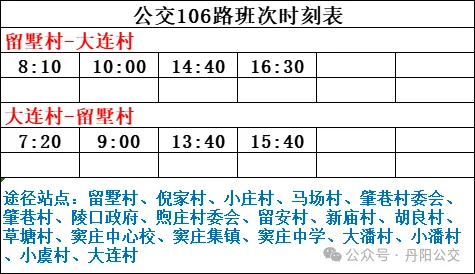 公交106路班次时刻表
留墅村-大连村
8:10 10:00 14:40 16:30
大连村-留墅村
7:20 9:00 13:40 15:40
途径站点：留墅村、倪家村、小庄村、马场村、肇巷村委会、
肇巷村、陵口政府、煦庄村委会、留安村、新庙村、胡良村、
草塘村、窦庄中心校、窦庄集镇、窦庄中学、大潘村、小潘村、
小虞村、大连村
公众号·丹阳公交